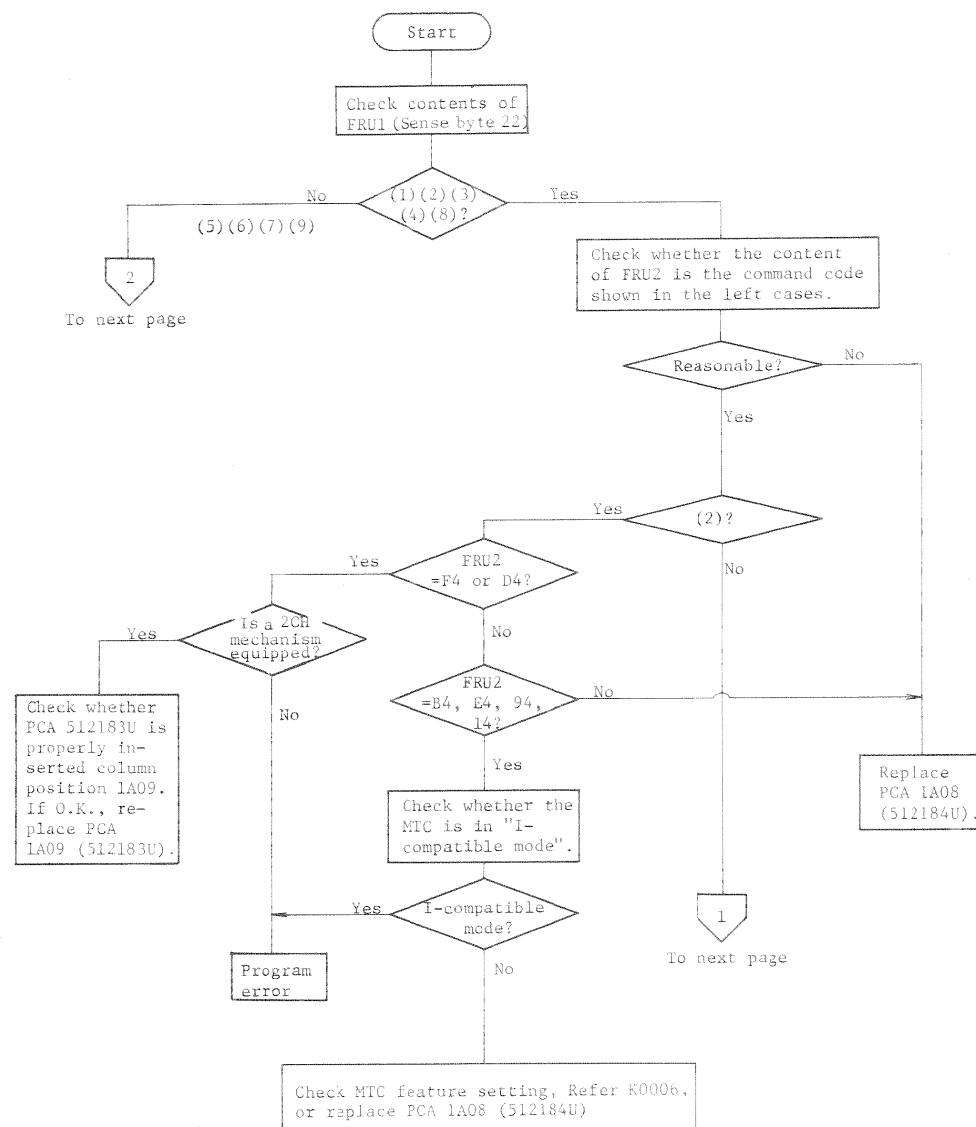 Start
Check contents of
FRU1 (Sense byte 22)
(1)(2)(3)
(4)(8)?
No
Yes
(5)(6)(7)(9)
2
To next page
Check whether the content
of FRU2 is the command code
shown in the left cases.
Reasonable?
No
Yes
(2)?
Yes
No
FRU2
=F4 or D4?
Yes
No
Is a 2CH
mechanism
equipped?
Yes
No
FRU2
=B4, E4, 94,
14?
No
Yes
Check whether
PCA 512183U is
properly in-
serted column
position 1A09.
If O.K., re-
place PCA
1A09 (512183U).
Check whether the
MTC is in "I-
compatible mode".
Replace
PCA 1A08
(512184U).
I-compatible
mode?
Yes
No
1
To next page
Program
error
Check MTC feature setting, Refer K0006,
or replace PCA 1A08 (512184U)